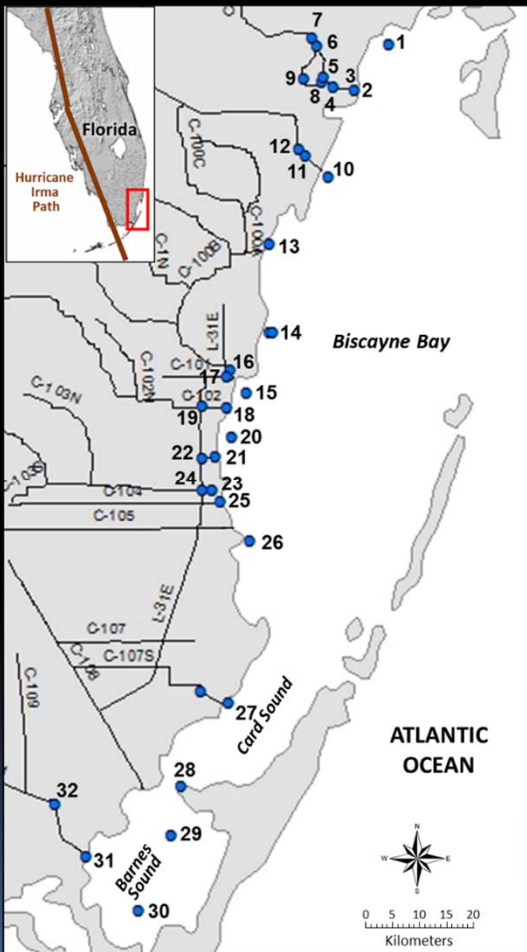 Florida
Hurricane
Irma
Path
C
7
6
1
5
9
3
2
8
4
C-100C
12
11
10
C-100A
13
C-1N
C-100B
L-31E
14
Biscayne Bay
C-101
16
17
15
C-102N
C-102
19
18
C-103N
20
22
21
C-103S
24
23
C-104
25
C-105
26
L-31E
C-107
C-108
C-107S
C-109
27
Card Sound
ATLANTIC
OCEAN
28
32
29
N
W
E
S
31
Barnes
Sound
30
0 5 10 20
Kilometers